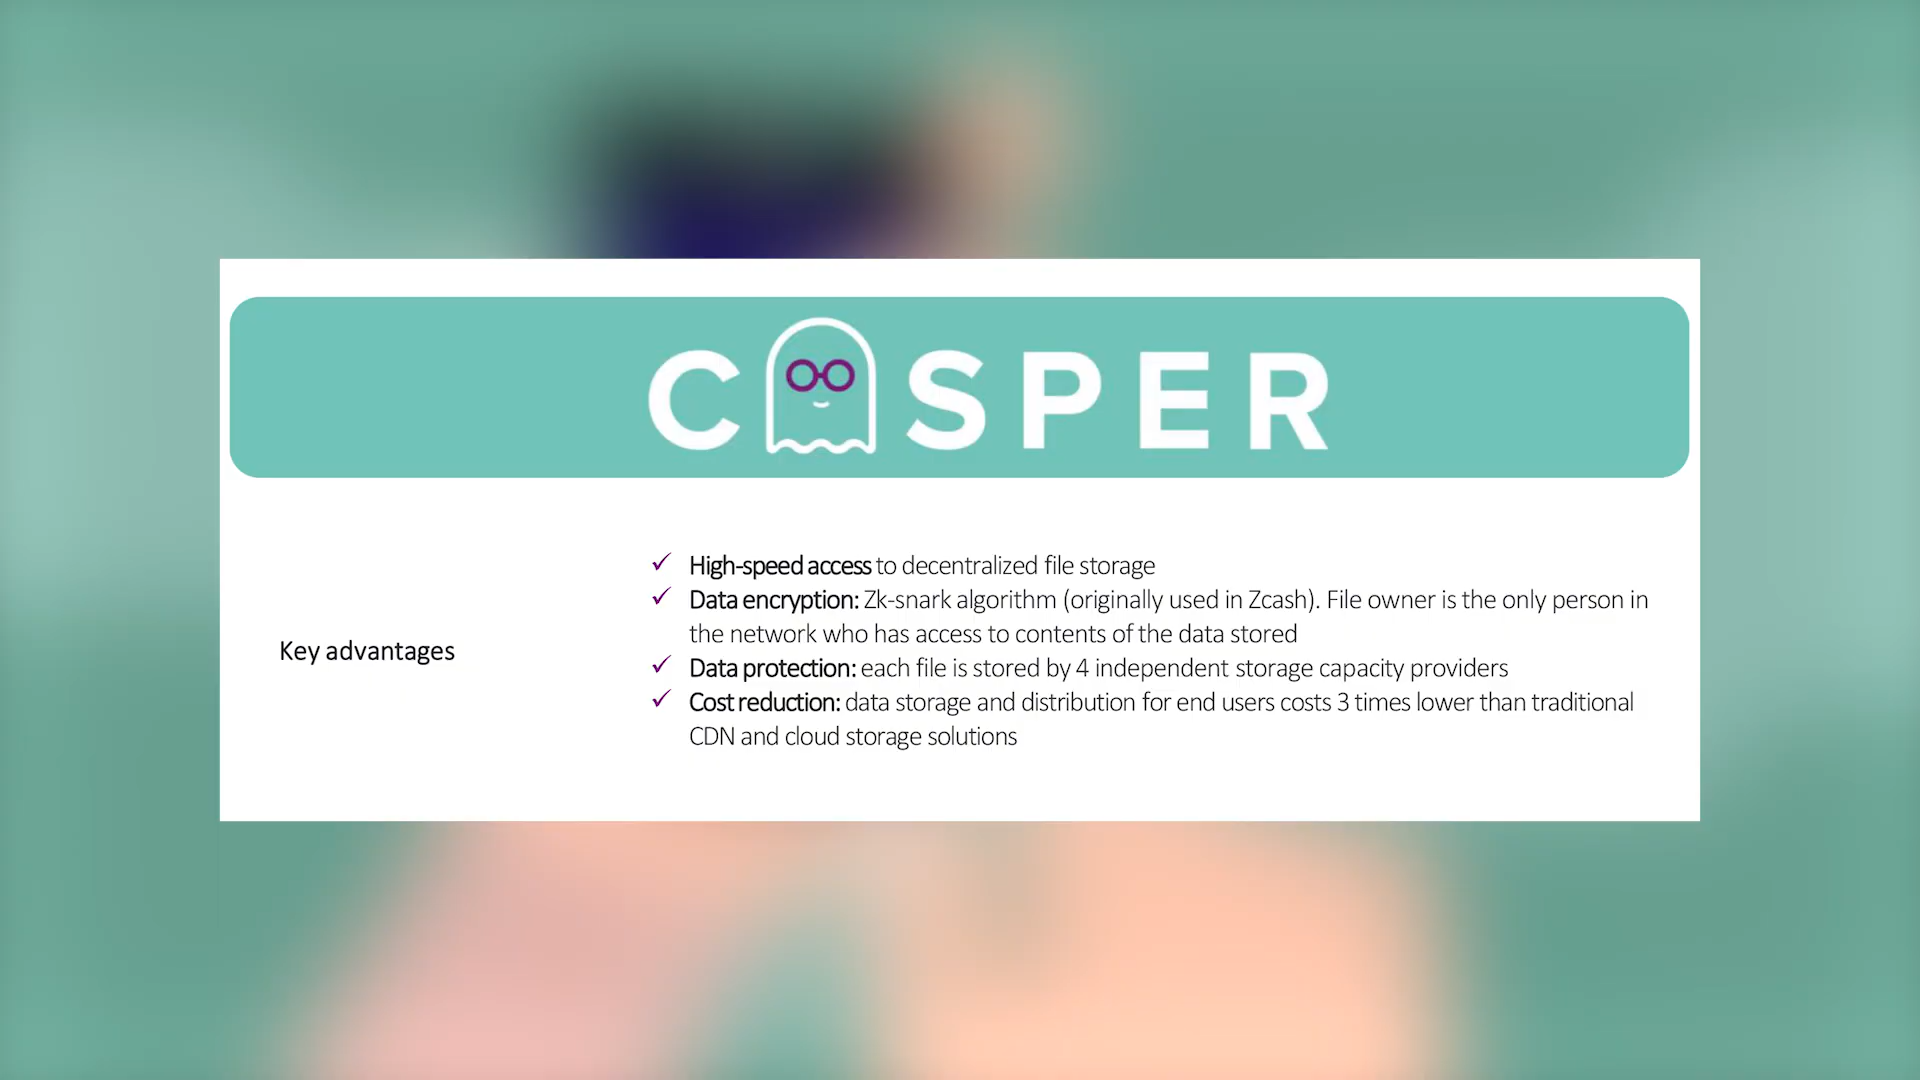 CASPER
Key advantages
✓ High-speed access to decentralized file storage
✓ Data encryption: Zk-snark algorithm (originally used in Zcash). File owner is the only person in
the network who has access to contents of the data stored
✓ Data protection: each file is stored by 4 independent storage capacity providers
✓ Cost reduction: data storage and distribution for end users costs 3 times lower than traditional
CDN and cloud storage solutions